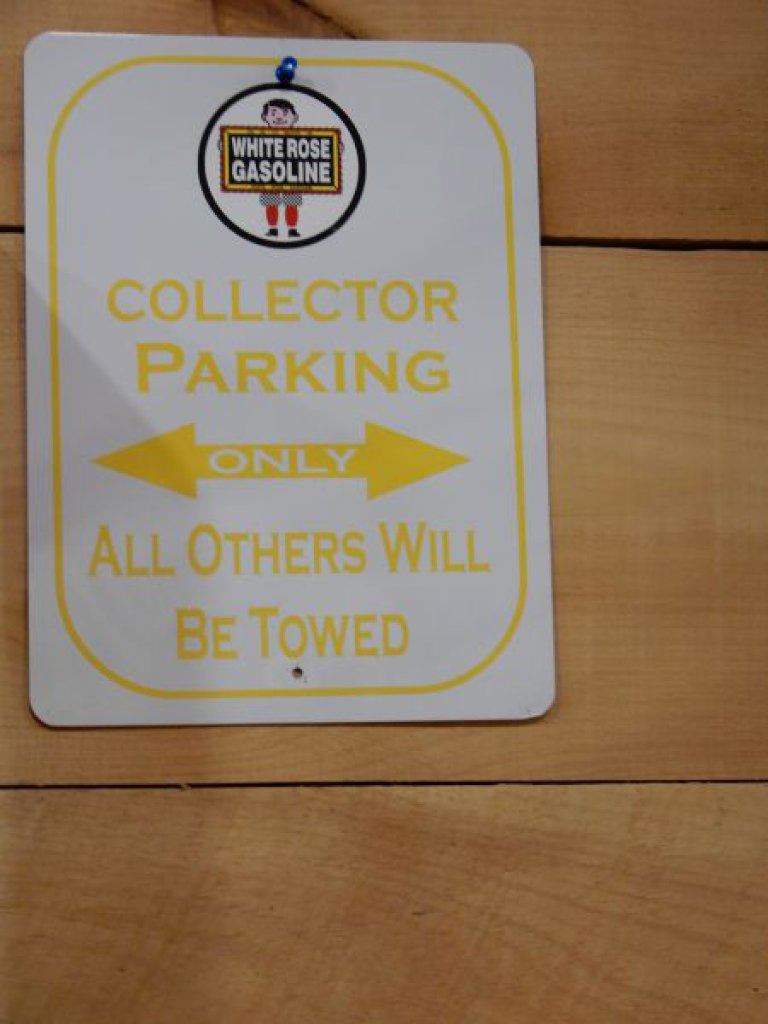 WHITE ROSE
GASOLINE
COLLECTOR
PARKING
ONLY
ALL OTHERS WILL
BE TOWED